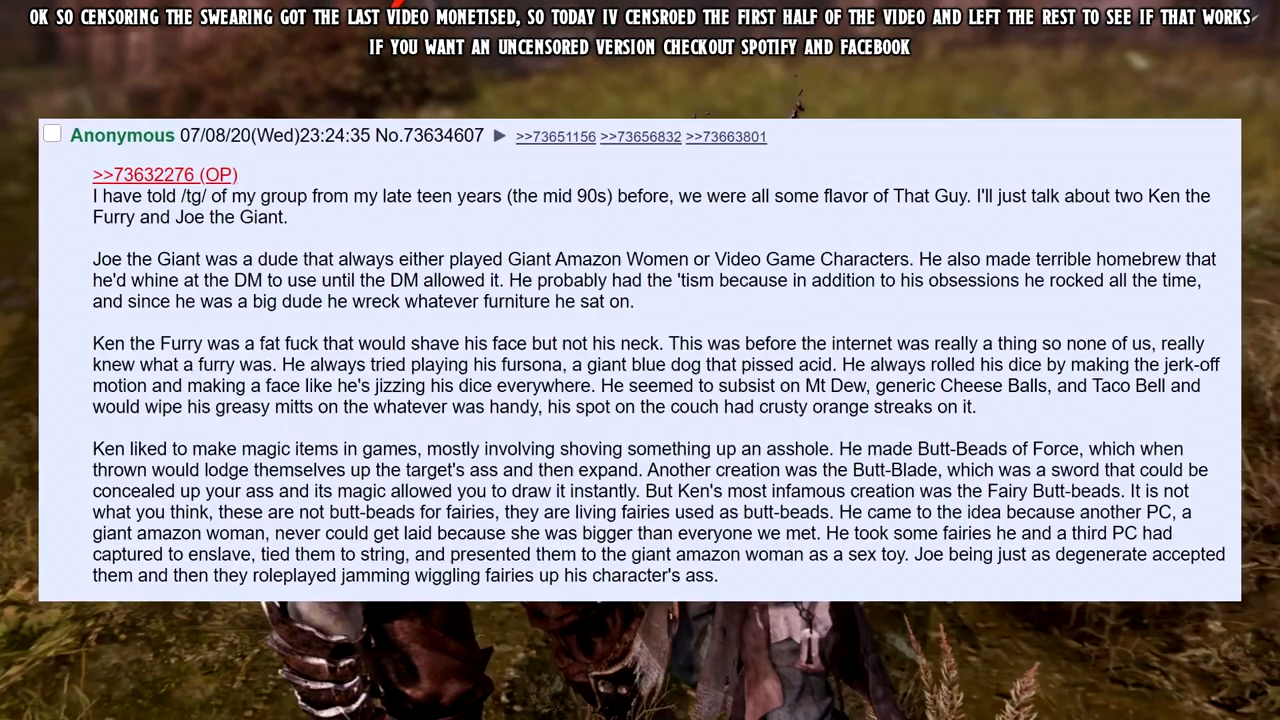 OK SO CENSORING THE SWEARING GOT THE LAST VIDEO MONETISED, SO TODAY IV CENSROED THE FIRST HALF OF THE VIDEO AND LEFT THE REST TO SEE IF THAT WORKS
IF YOU WANT AN UNCENSORED VERSION CHECKOUT SPOTIFY AND FACEBOOK
Anonymous 07/08/20(Wed)23:24:35 No.73634607 ▶ >>73651156 >>73656832 >>73663801
>>73632276 (OP)
I have told /tg/ of my group from my late teen years (the mid 90s) before, we were all some flavor of That Guy. I'll just talk about two Ken the
Furry and Joe the Giant.
Joe the Giant was a dude that always either played Giant Amazon Women or Video Game Characters. He also made terrible homebrew that
he'd whine at the DM to use until the DM allowed it. He probably had the 'tism because in addition to his obsessions he rocked all the time,
and since he was a big dude he wreck whatever furniture he sat on.
Ken the Furry was a fat fuck that would shave his face but not his neck. This was before the internet was really a thing so none of us, really
knew what a furry was. He always tried playing his fursona, a giant blue dog that pissed acid. He always rolled his dice by making the jerk-off
motion and making a face like he's jizzing his dice everywhere. He seemed to subsist on Mt Dew, generic Cheese Balls, and Taco Bell and
would wipe his greasy mitts on the whatever was handy, his spot on the couch had crusty orange streaks on it.
Ken liked to make magic items in games, mostly involving shoving something up an asshole. He made Butt-Beads of Force, which when
thrown would lodge themselves up the target's ass and then expand. Another creation was the Butt-Blade, which was a sword that could be
concealed up your ass and its magic allowed you to draw it instantly. But Ken's most infamous creation was the Fairy Butt-beads. It is not
what you think, these are not butt-beads for fairies, they are living fairies used as butt-beads. He came to the idea because another PC, a
giant amazon woman, never could get laid because she was bigger than everyone we met. He took some fairies he and a third PC had
captured to enslave, tied them to string, and presented them to the giant amazon woman as a sex toy. Joe being just as degenerate accepted
them and then they roleplayed jamming wiggling fairies up his character's ass.